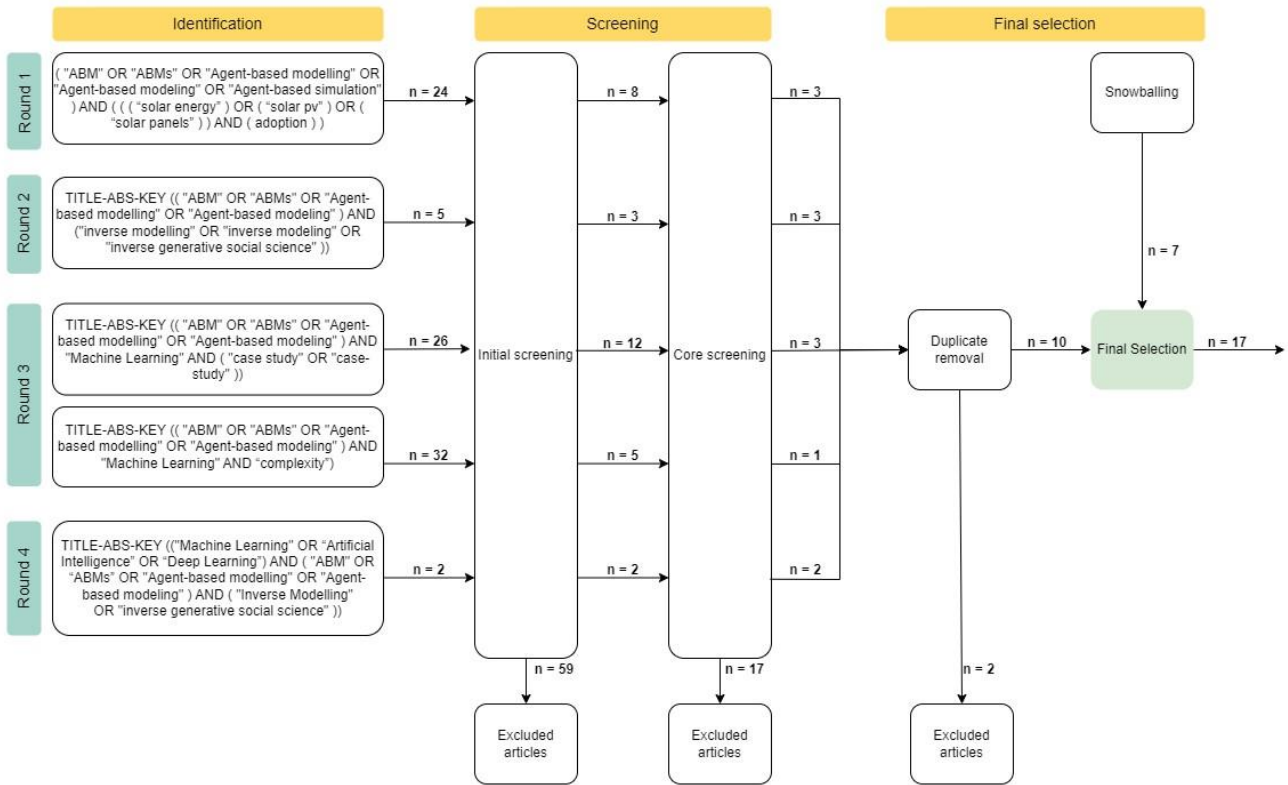 Identification
Screening
Final selection
Round 1
( "ABM" OR "ABMs" OR "Agent-based modelling" OR
"Agent-based modeling" OR "Agent-based simulation"
) AND ( ( ( “solar energy” ) OR ( “solar pv” ) OR (
“solar panels” ) ) AND ( adoption ) )
n = 24
n = 8
n = 3
Snowballing
Round 2
TITLE-ABS-KEY (( "ABM" OR "ABMs" OR "Agent-
based modelling" OR "Agent-based modeling" ) AND
("inverse modelling" OR "inverse modeling" OR
"inverse generative social science" ))
n = 5
n = 3
n = 3
n = 7
Round 3
TITLE-ABS-KEY (( "ABM" OR "ABMs" OR "Agent-
based modelling" OR "Agent-based modeling" ) AND
"Machine Learning" AND ( "case study" OR "case-
study" ))
n = 26
Initial screening
n = 12
Core screening
n = 3
Duplicate
removal
n = 10
Final Selection
n = 17
TITLE-ABS-KEY (( "ABM" OR "ABMs" OR "Agent-
based modelling" OR "Agent-based modeling" ) AND
"Machine Learning" AND “complexity”)
n = 32
n = 5
n = 1
Round 4
TITLE-ABS-KEY (("Machine Learning" OR “Artificial
Intelligence” OR “Deep Learning”) AND ( "ABM" OR
“ABMs” OR "Agent-based modelling" OR "Agent-
based modeling" ) AND ( "Inverse Modelling"
OR "inverse generative social science" ))
n = 2
n = 2
n = 2
n = 59
n = 17
n = 2
Excluded
articles
Excluded
articles
Excluded
articles